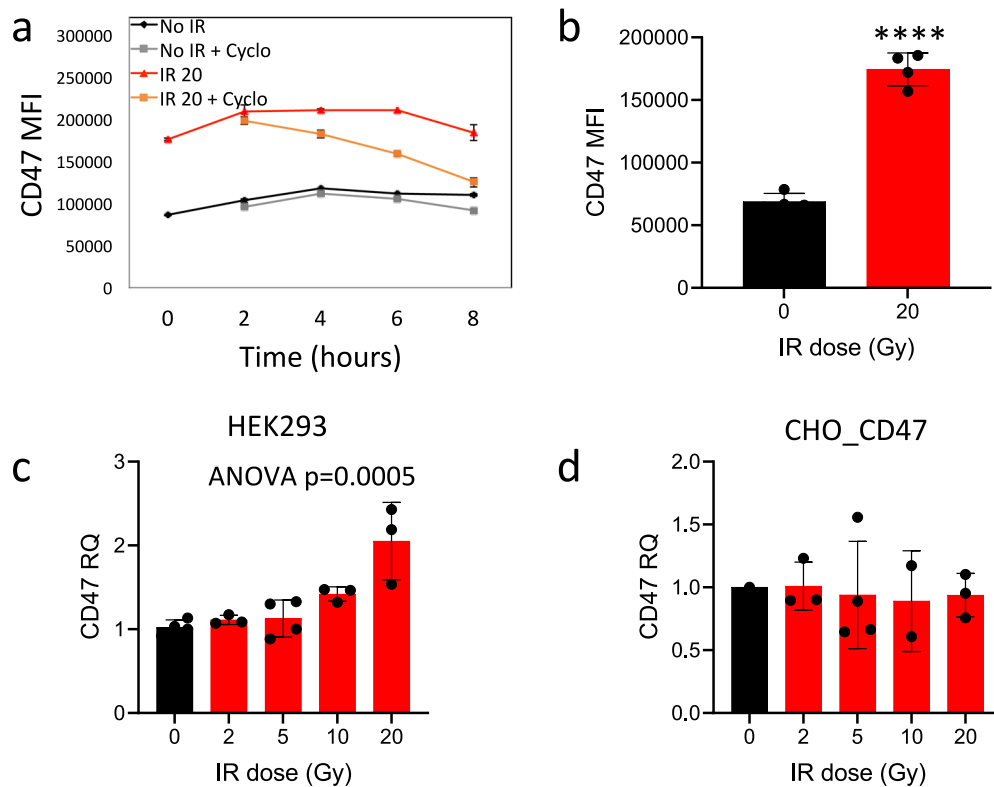 a
300000
250000
200000
150000
100000
50000
0
CD47 MFI
No IR
No IR + Cyclo
IR 20
IR 20 + Cyclo
0 2 4 6 8
Time (hours)
b
****
200000
150000
100000
50000
0
CD47 MFI
0 20
IR dose (Gy)
HEK293
c
ANOVA p=0.0005
3
2
1
0
CD47 RQ
0 2 5 10 20
IR dose (Gy)
CHO_CD47
d
2.0
1.5
1.0
0.5
0.0
CD47 RQ
0 2 5 10 20
IR dose (Gy)